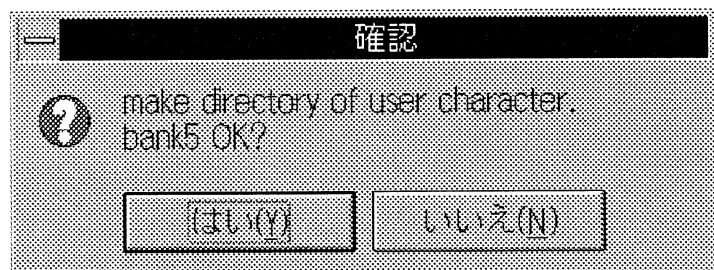 確認
make directory of user character.
bank5 OK?
はい(Y)
いいえ(N)